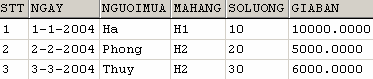 STT NGAY NGUOIMUA MAHANG SOLUONG GIABAN
1 1-1-2004 Ha H1 10 10000.0000
2 2-2-2004 Phong H2 20 5000.0000
3 3-3-2004 Thuy H2 30 6000.0000